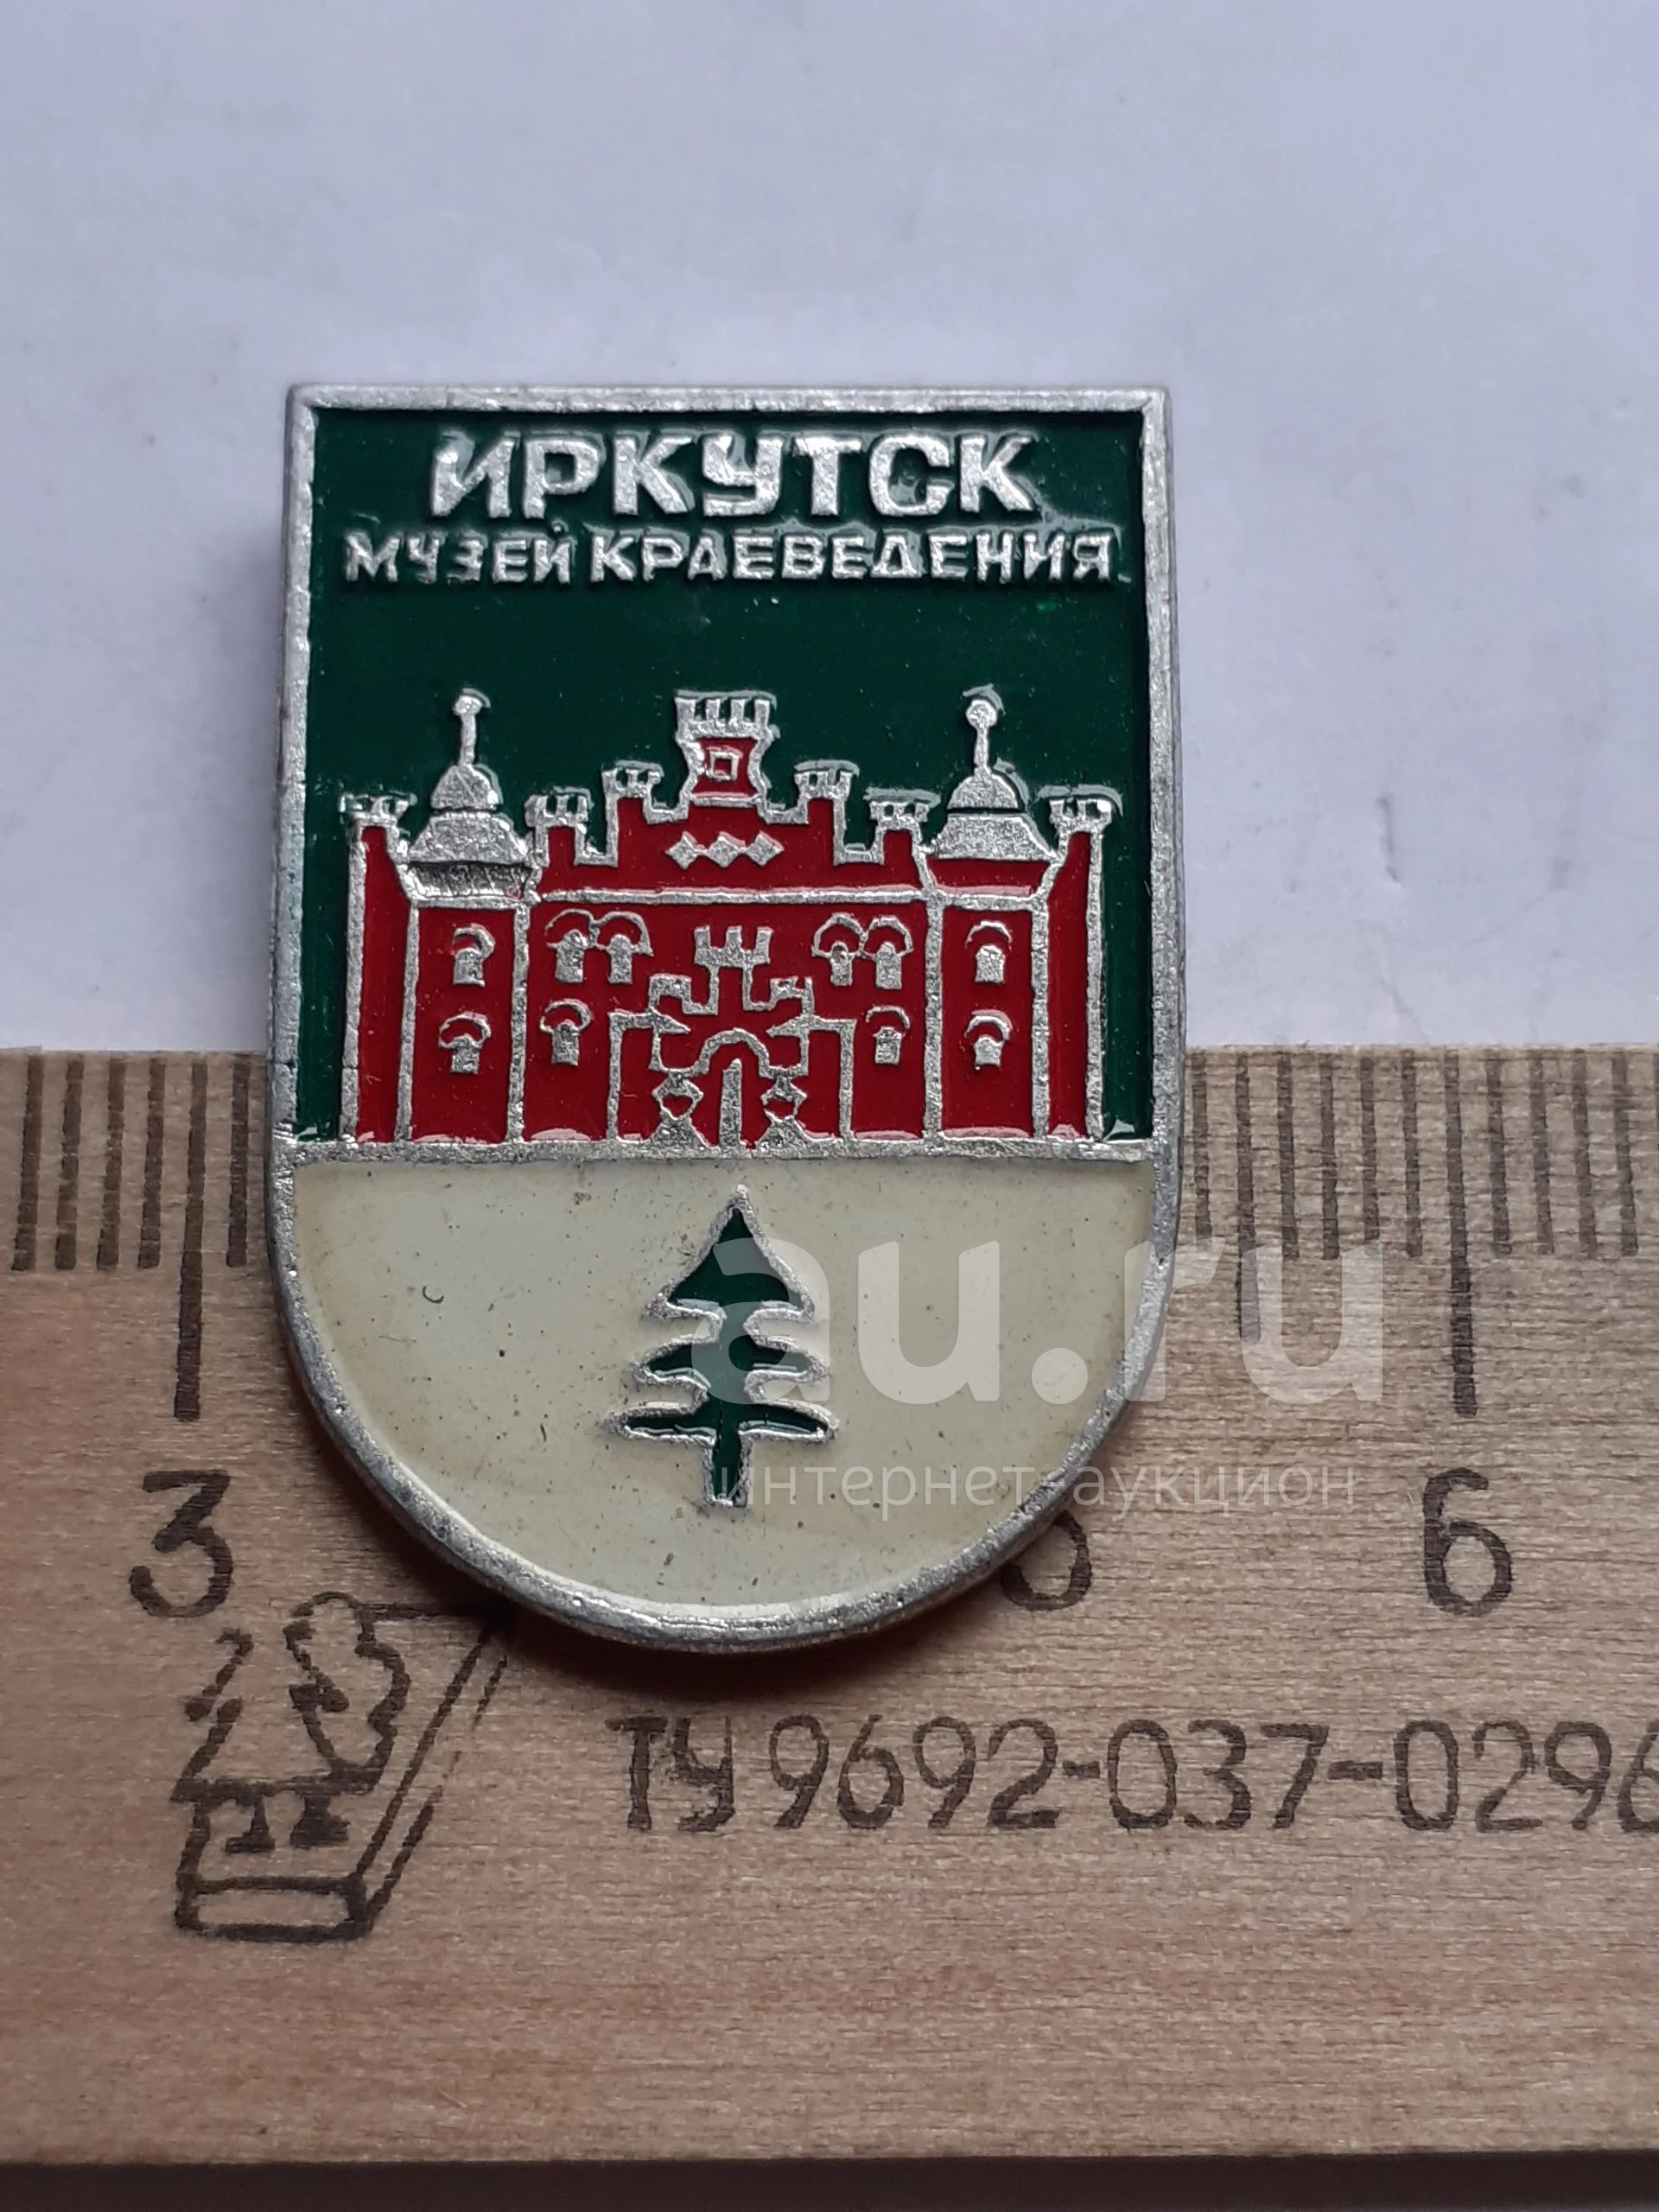 ИРКУТСК
МУЗЕЙ КРАЕВЕДЕНИЯ
au.ru
интернет аукцион
3
5
6
ТУ 9692-037-0296